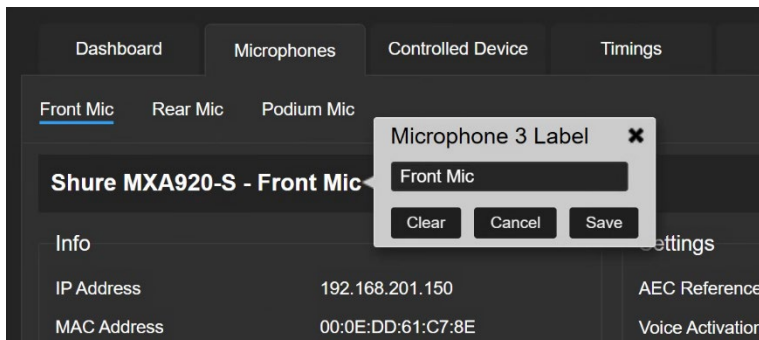 Dashboard Microphones Controlled Device Timings
Front Mic Rear Mic Podium Mic
Microphone 3 Label ✖
Shure MXA920-S - Front Mic
Front Mic
Clear Cancel Save
Info
Settings
IP Address 192.168.201.150 AEC Reference
MAC Address 00:0E:DD:61:C7:8E Voice Activation